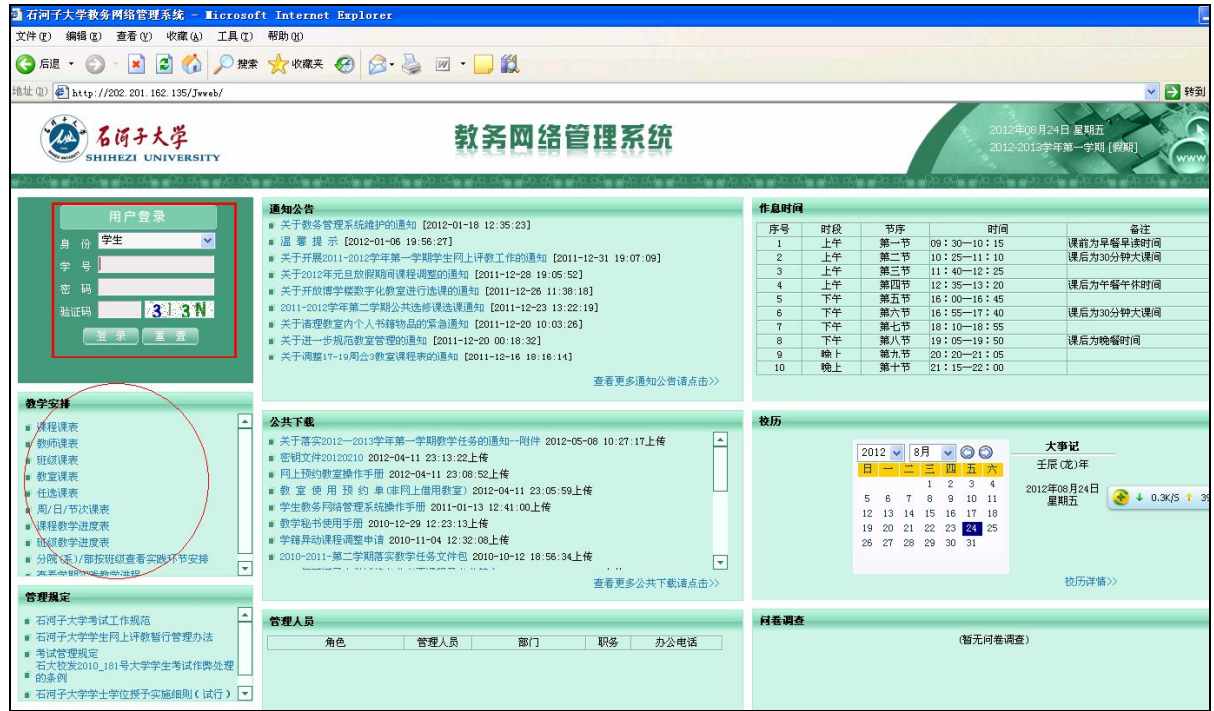 石河子大学教务网络管理系统 - Microsoft Internet Explorer
文件(F) 编辑(E) 查看(V) 收藏(A) 工具(T) 帮助(H)
后退 搜索 收藏夹
地址(D) http://202.201.162.135/Jwweb/ 转到
石河子大学
SHIHEZI UNIVERSITY
教务网络管理系统
2012年08月24日 星期五
2012-2013学年第一学期 [假期]
www
用户登录
身 份 学生
学 号
密 码
验证码 3 3N
登 录 重 置
教学安排
课程课表
教师课表
班级课表
教室课表
任选课表
周/日/节次课表
课程教学进度表
班级教学进度表
分院(系)/部按班级查看实践环节安排
查看学期实践教学进程
管理规定
石河子大学考试工作规范
石河子大学学生网上评教暂行管理办法
考试管理规定
石大校发2010_181号大学学生考试作弊处理
的条例
石河子大学学士学位授予实施细则(试行)
通知公告
关于教务管理系统维护的通知 [2012-01-18 12:35:23]
温 馨 提 示 [2012-01-06 19:56:27]
关于开展2011-2012学年第一学期学生网上评教工作的通知 [2011-12-31 19:07:09]
关于2012年元旦放假期间课程调整的通知 [2011-12-28 19:05:52]
关于开放博学楼数字化教室进行选课的通知 [2011-12-26 11:38:18]
2011-2012学年第二学期公共选修课选课通知 [2011-12-23 13:22:19]
关于清理教室内个人书籍物品的紧急通知 [2011-12-20 10:03:26]
关于进一步规范教室管理的通知 [2011-12-20 00:18:32]
关于调整17-19周会3教室课程表的通知 [2011-12-16 18:16:14]
查看更多通知公告请点击>>
公共下载
关于落实2012—2013学年第一学期教学任务的通知--附件 2012-05-08 10:27:17上传
密钥文件20120210 2012-04-11 23:13:22上传
网上预约教室操作手册 2012-04-11 23:08:52上传
教 室 使 用 预 约 单(非网上借用教室) 2012-04-11 23:05:59上传
学生教务网络管理系统操作手册 2011-01-13 12:41:00上传
教学秘书使用手册 2010-12-29 12:23:13上传
学籍异动课程调整申请 2010-11-04 12:32:08上传
2010-2011-第二学期落实教学任务文件包 2010-10-12 18:56:34上传
查看更多公共下载请点击>>
管理人员
角色 管理人员 部门 职务 办公电话
作息时间
序号 时段 节序 时间 备注
1 上午 第一节 09:30—10:15 课前为早餐早读时间
2 上午 第二节 10:25—11:10 课后为30分钟大课间
3 上午 第三节 11:40—12:25
4 上午 第四节 12:35—13:20 课后为午餐午休时间
5 下午 第五节 16:00—16:45
6 下午 第六节 16:55—17:40 课后为30分钟大课间
7 下午 第七节 18:10—18:55
8 下午 第八节 19:05—19:50 课后为晚餐时间
9 晚上 第九节 20:20—21:05
10 晚上 第十节 21:15—22:00
校历
2012 8月
日 一 二 三 四 五 六
1 2 3 4
5 6 7 8 9 10 11
12 13 14 15 16 17 18
19 20 21 22 23 24 25
26 27 28 29 30 31
大事记
壬辰(龙)年
2012年08月24日
星期五
0.3K/S
校历详情>>
问卷调查
(暂无问卷调查)